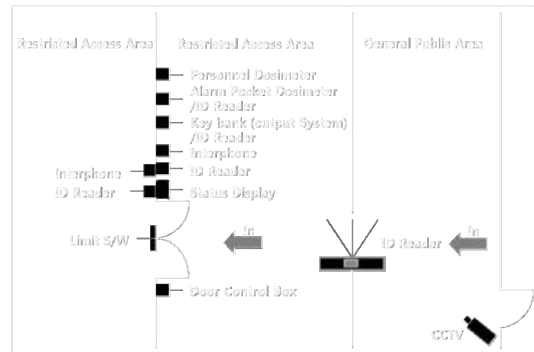 Restricted Access Area
Restricted Access Area
General Public Area
Personnel Dosimeter
Alarm Pocket Dosimeter
/ID Reader
Key bank (output System)
/ID Reader
Interphone
Interphone
ID Reader
ID Reader
Status Display
Limit S/W
In
ID Reader
In
Door Control Box
CCTV